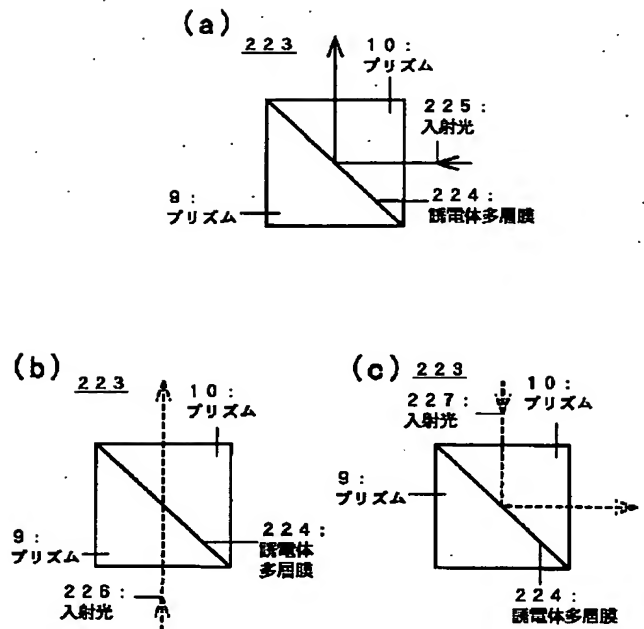 (a)
223
10:
プリズム
225:
入射光
9:
プリズム
224:
誘電体多層膜
(b)
223
10:
プリズム
9:
プリズム
224:
誘電体
多層膜
226:
入射光
(c)
223
227:
入射光
10:
プリズム
9:
プリズム
224:
誘電体多層膜